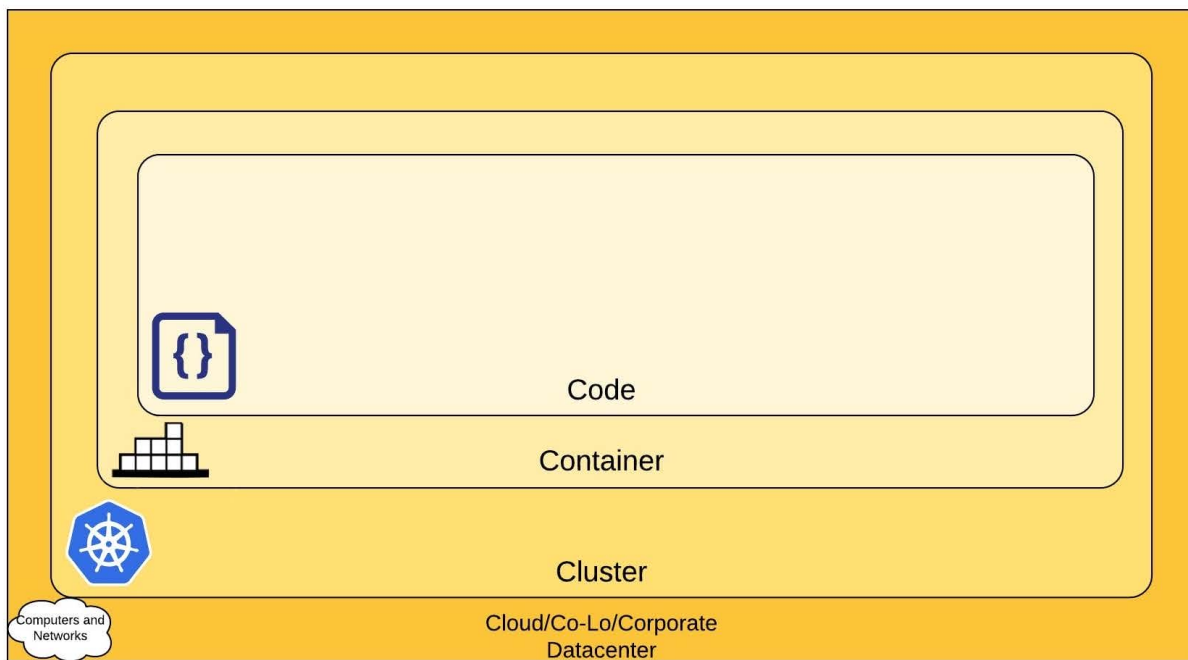 {}
Code
Container
Cluster
Computers and
Networks
Cloud/Co-Lo/Corporate
Datacenter